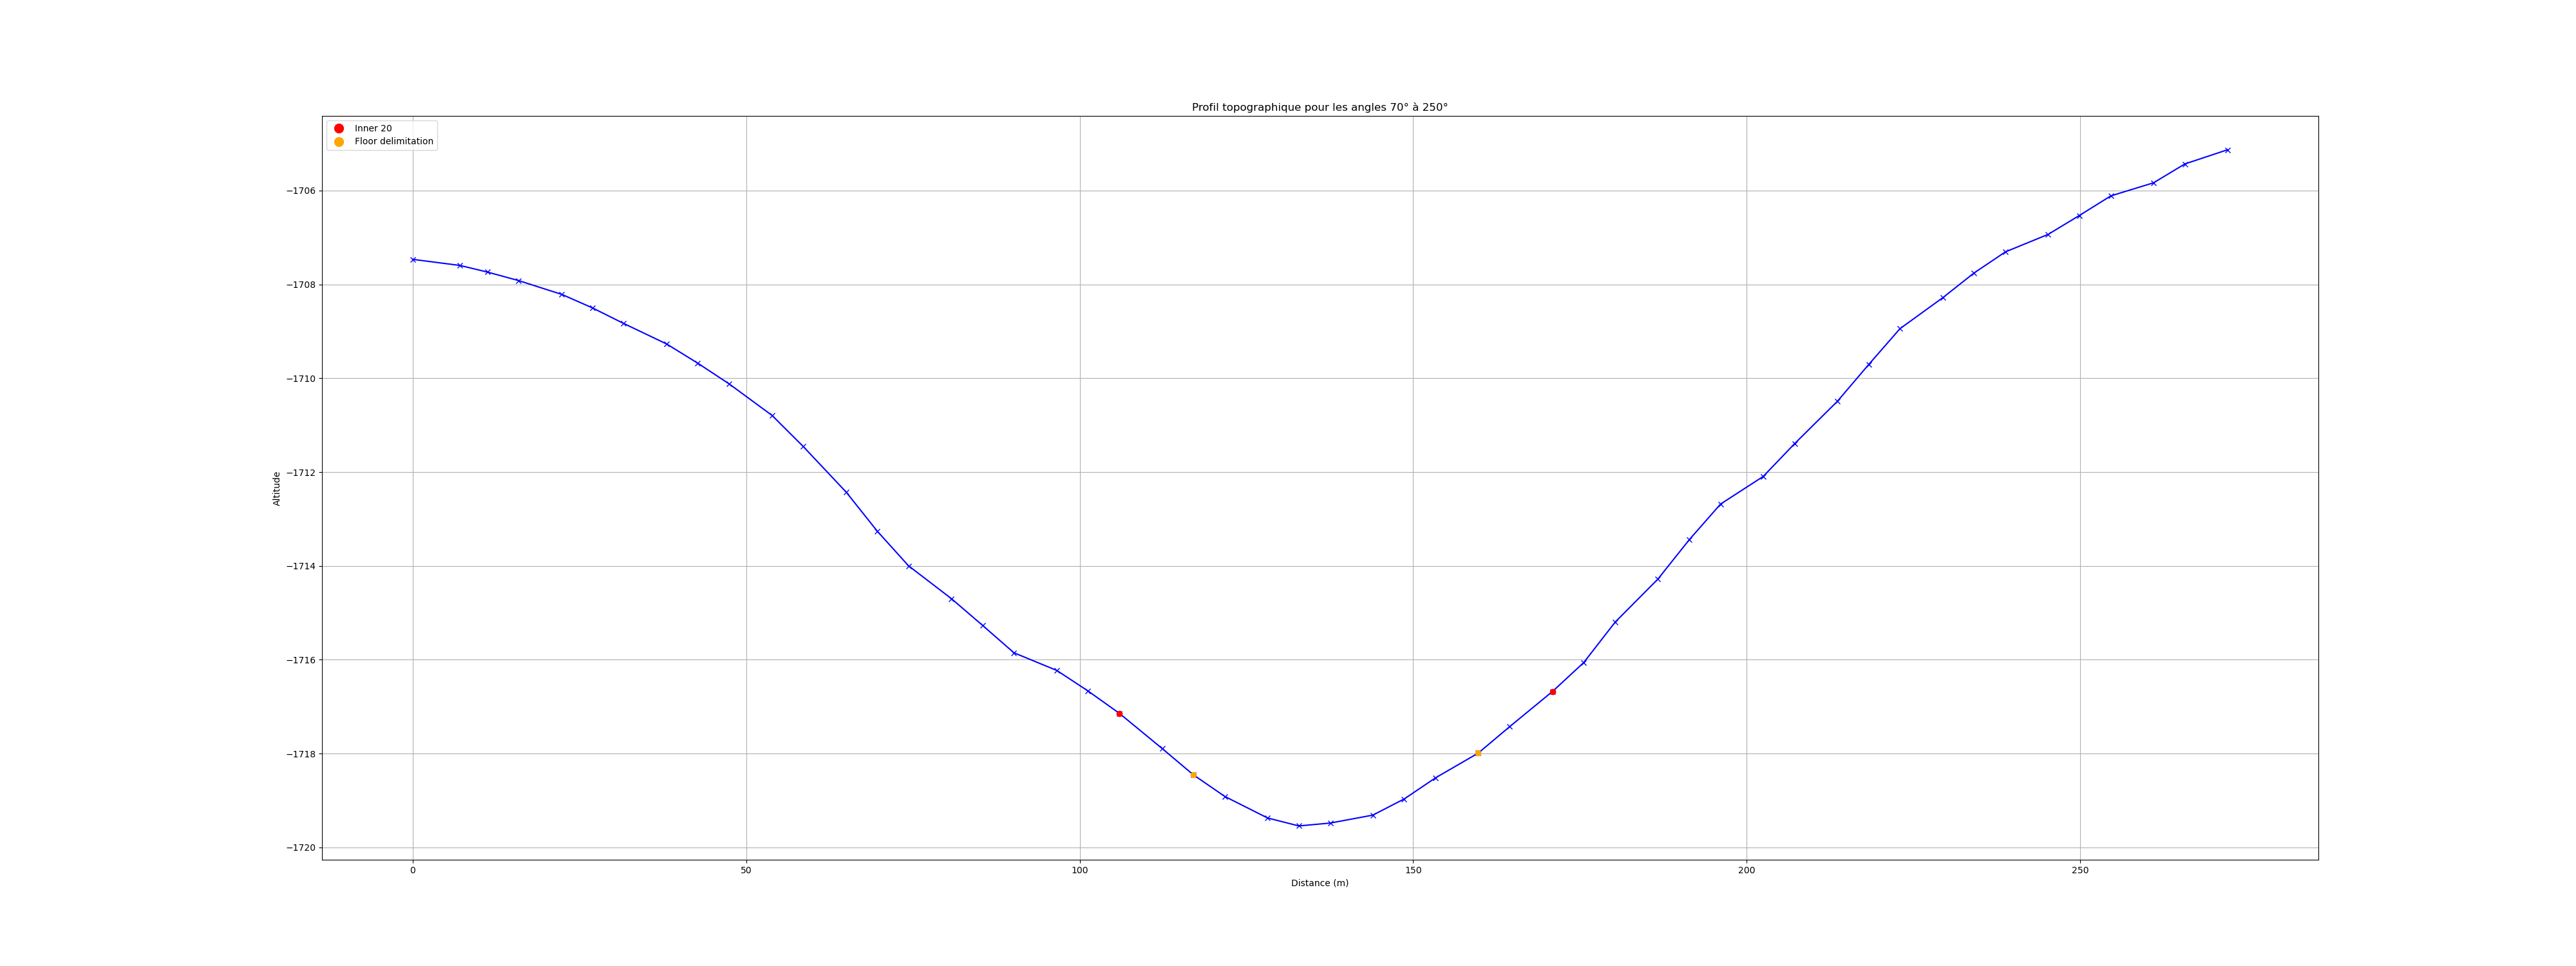 Profil topographique pour les angles 70° à 250°
Inner 20
Floor delimitation
−1706
−1708
−1710
−1712
−1714
−1716
−1718
−1720
Altitude
0 50 100 150 200 250
Distance (m)